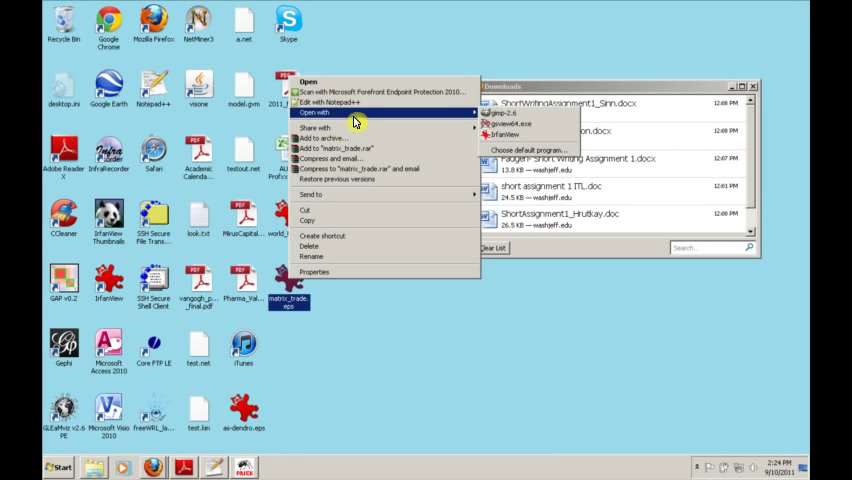 Recycle Bin
Google
Chrome
Mozilla Firefox
NetMiner3
a.net
Skype
desktop.ini
Google Earth
Notepad++
visone
model.gvm
2011_
Adobe Reader
X
InfraRecorder
Safari
Academic
Calenda...
testout.net
AU
CCleaner
IrfanView
Thumbnails
SSH Secure
File Trans...
look.txt
MirusCapital...
world_
GAP v0.2
IrfanView
SSH Secure
Shell Client
vangogh_p...
_final.pdf
Pharma_Val...
matrix_trade.
eps
Gephi
Microsoft
Access 2010
Core FTP LE
test.net
iTunes
GLEaMviz v2.6
PE
Microsoft Visio
2010
freeWRL_la...
test.kin
as-dendro.eps
Open
Scan with Microsoft Forefront Endpoint Protection 2010...
Edit with Notepad++
Open with
Share with
Add to archive...
Add to "matrix_trade.rar"
Compress and email...
Compress to "matrix_trade.rar" and email
Restore previous versions
Send to
Cut
Copy
Create shortcut
Delete
Rename
Properties
gimp-2.6
gsview64.exe
IrfanView
Choose default program...
Downloads
ShortWritingAssignment1_Sinn.docx
12:08 PM
12:03 PM
Short Writing Assignment 1.docx
12:02 PM
13.8 KB — washjeff.edu
short assignment 1 ITL.docx
12:01 PM
24.5 KB — washjeff.edu
ShortAssignment1_Hrutkay.doc
12:00 PM
26.5 KB — washjeff.edu
Clear List
Search...
Start
PAJEK
2:24 PM
9/10/2011